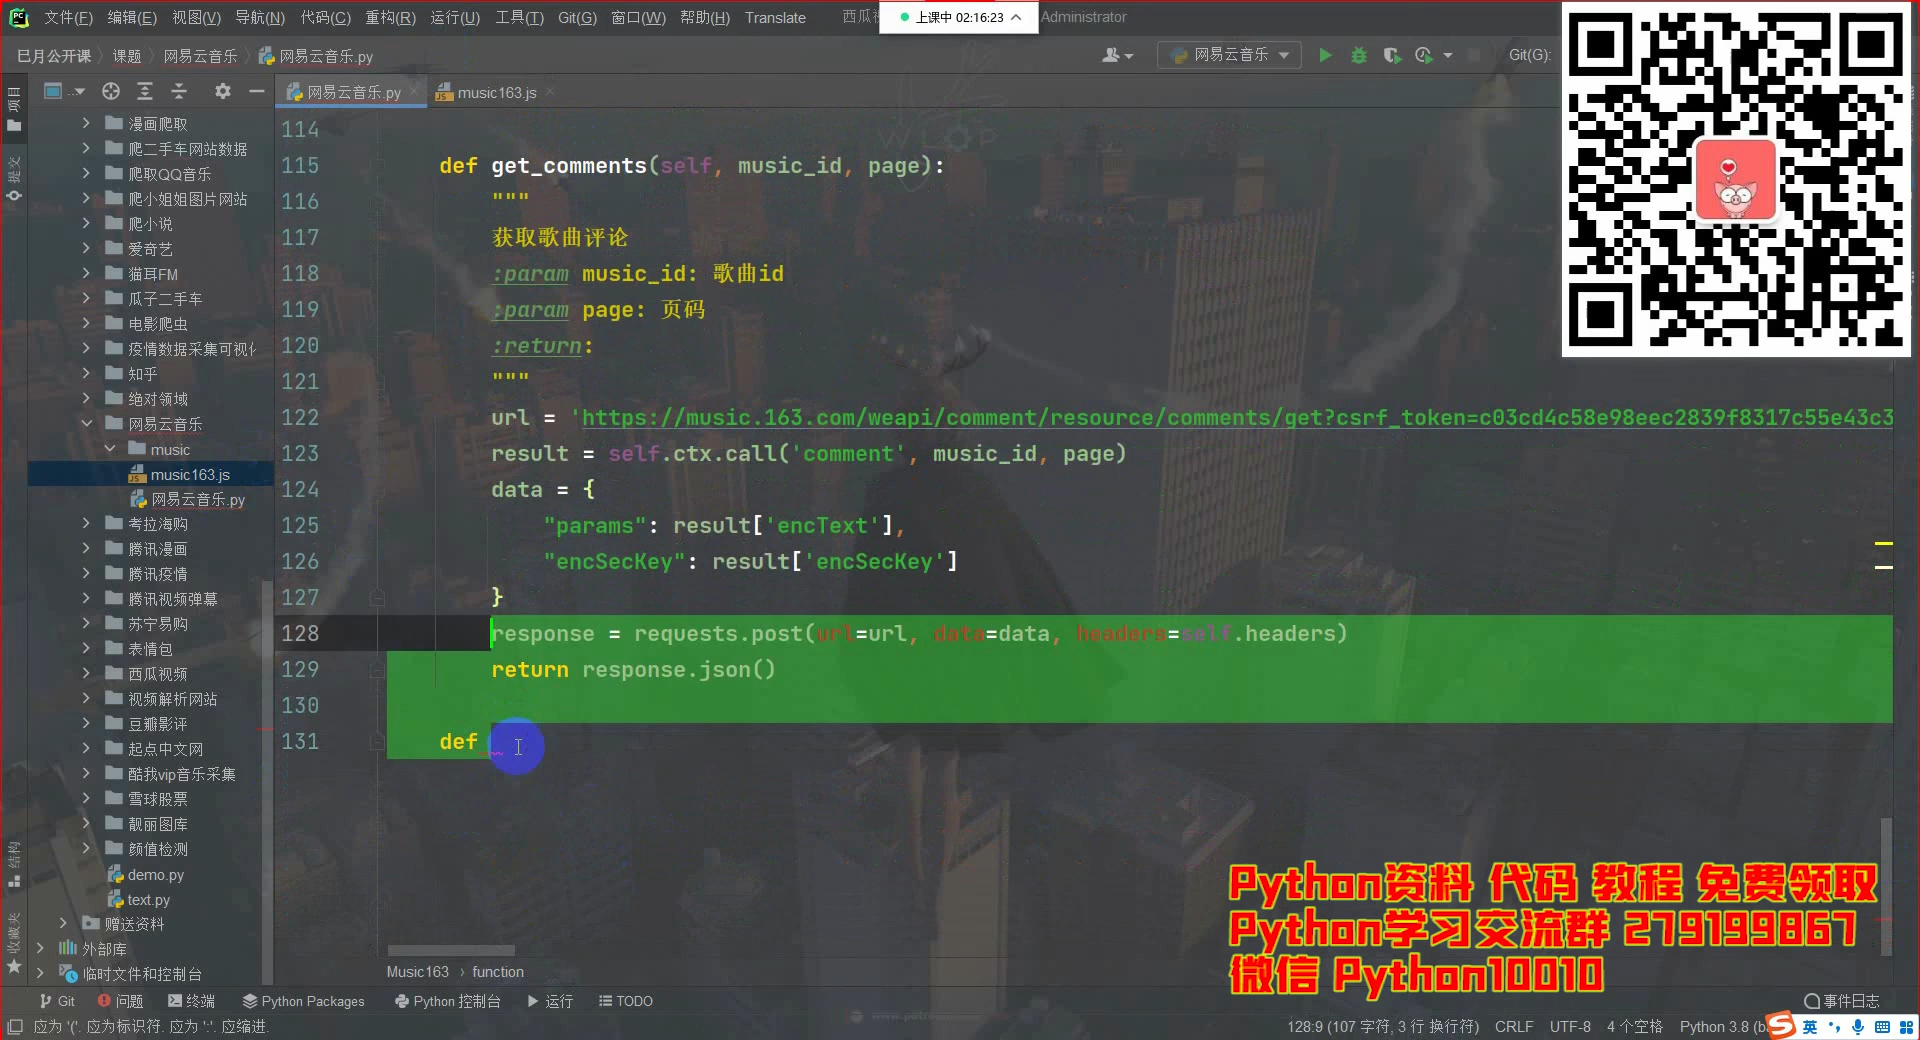 文件(F) 编辑(E) 视图(V) 导航(N) 代码(C) 重构(R) 运行(U) 工具(T) Git(G) 窗口(W) 帮助(H) Translate 西瓜视 上课中 02:16:23 Administrator
巳月公开课 课题 网易云音乐 网易云音乐.py 网易云音乐 Git(G):
项目
提交
结构
收藏夹
网易云音乐.py music163.js
漫画爬取
爬二手车网站数据
爬取QQ音乐
爬小姐姐图片网站
爬小说
爱奇艺
猫耳FM
瓜子二手车
电影爬虫
疫情数据采集可视化
知乎
绝对领域
网易云音乐
music
music163.js
网易云音乐.py
考拉海购
腾讯漫画
腾讯疫情
腾讯视频弹幕
苏宁易购
表情包
西瓜视频
视频解析网站
豆瓣影评
起点中文网
酷我vip音乐采集
雪球股票
靓丽图库
颜值检测
demo.py
text.py
赠送资料
外部库
临时文件和控制台
114
115 def get_comments(self, music_id, page):
116 """
117 获取歌曲评论
118 :param music_id: 歌曲id
119 :param page: 页码
120 :return:
121 """
122 url = 'https://music.163.com/weapi/comment/resource/comments/get?csrf_token=c03cd4c58e98eec2839f8317c55e43c3
123 result = self.ctx.call('comment', music_id, page)
124 data = {
125 "params": result['encText'],
126 "encSecKey": result['encSecKey']
127 }
128 response = requests.post(url=url, data=data, headers=self.headers)
129 return response.json()
130
131 def
WLOP
Python资料 代码 教程 免费领取
Python学习交流群 279199867
微信 Python10010
Music163 › function
Git 问题 终端 Python Packages Python 控制台 运行 TODO 事件日志
应为 '('. 应为标识符. 应为 ':'. 应缩进. 128:9 (107 字符, 3 行 换行符) CRLF UTF-8 4 个空格 Python 3.8 (ba 英